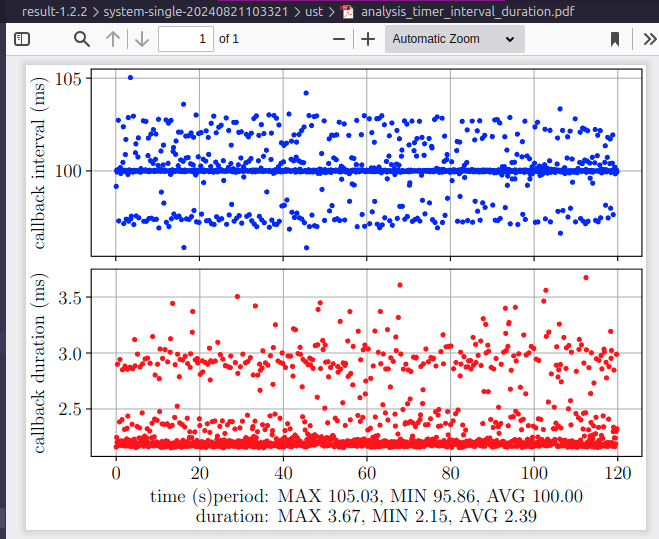 result-1.2.2 > system-single-20240821103321 > ust > analysis_timer_interval_duration.pdf
1 of 1 Automatic Zoom
callback interval (ms)
105
100
callback duration (ms)
3.5
3.0
2.5
0 20 40 60 80 100 120
time (s)period: MAX 105.03, MIN 95.86, AVG 100.00
duration: MAX 3.67, MIN 2.15, AVG 2.39